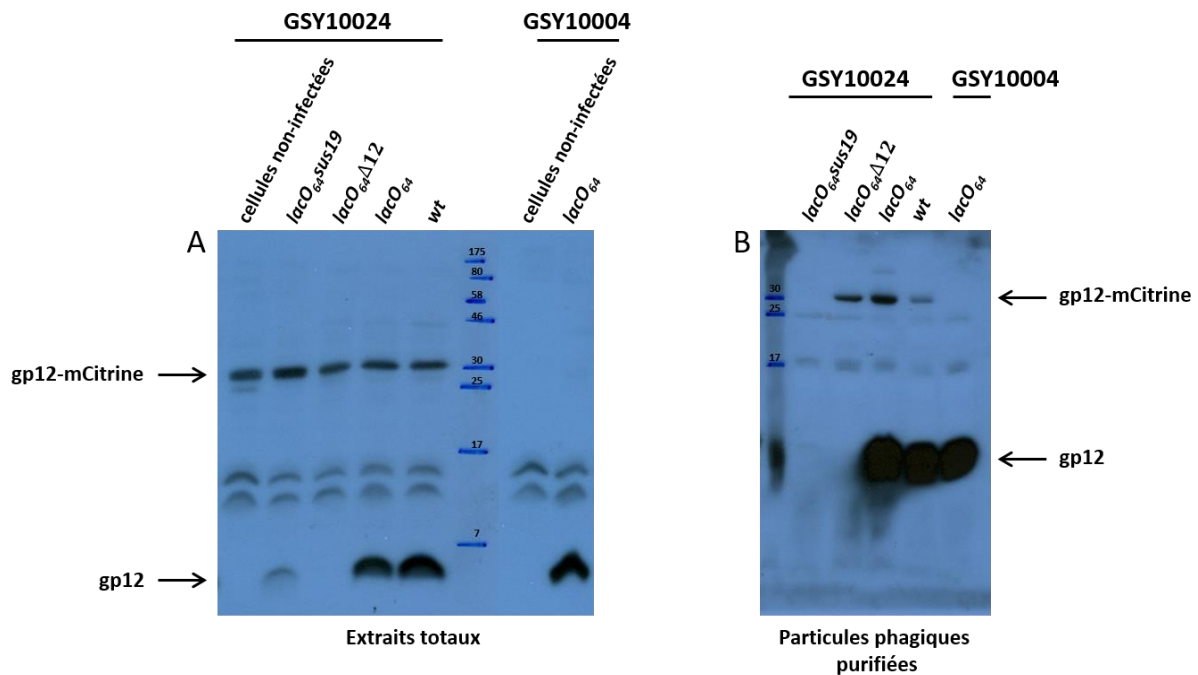 GSY10024
GSY10004
cellules non-infectées
lacO64sus19
lacO64Δ12
lacO64
wt
cellules non-infectées
lacO64
A
175
80
58
46
30
25
17
7
gp12-mCitrine
gp12
Extraits totaux
GSY10024
GSY10004
lacO64sus19
lacO64Δ12
lacO64
wt
lacO64
B
30
25
17
gp12-mCitrine
gp12
Particules phagiques
purifiées